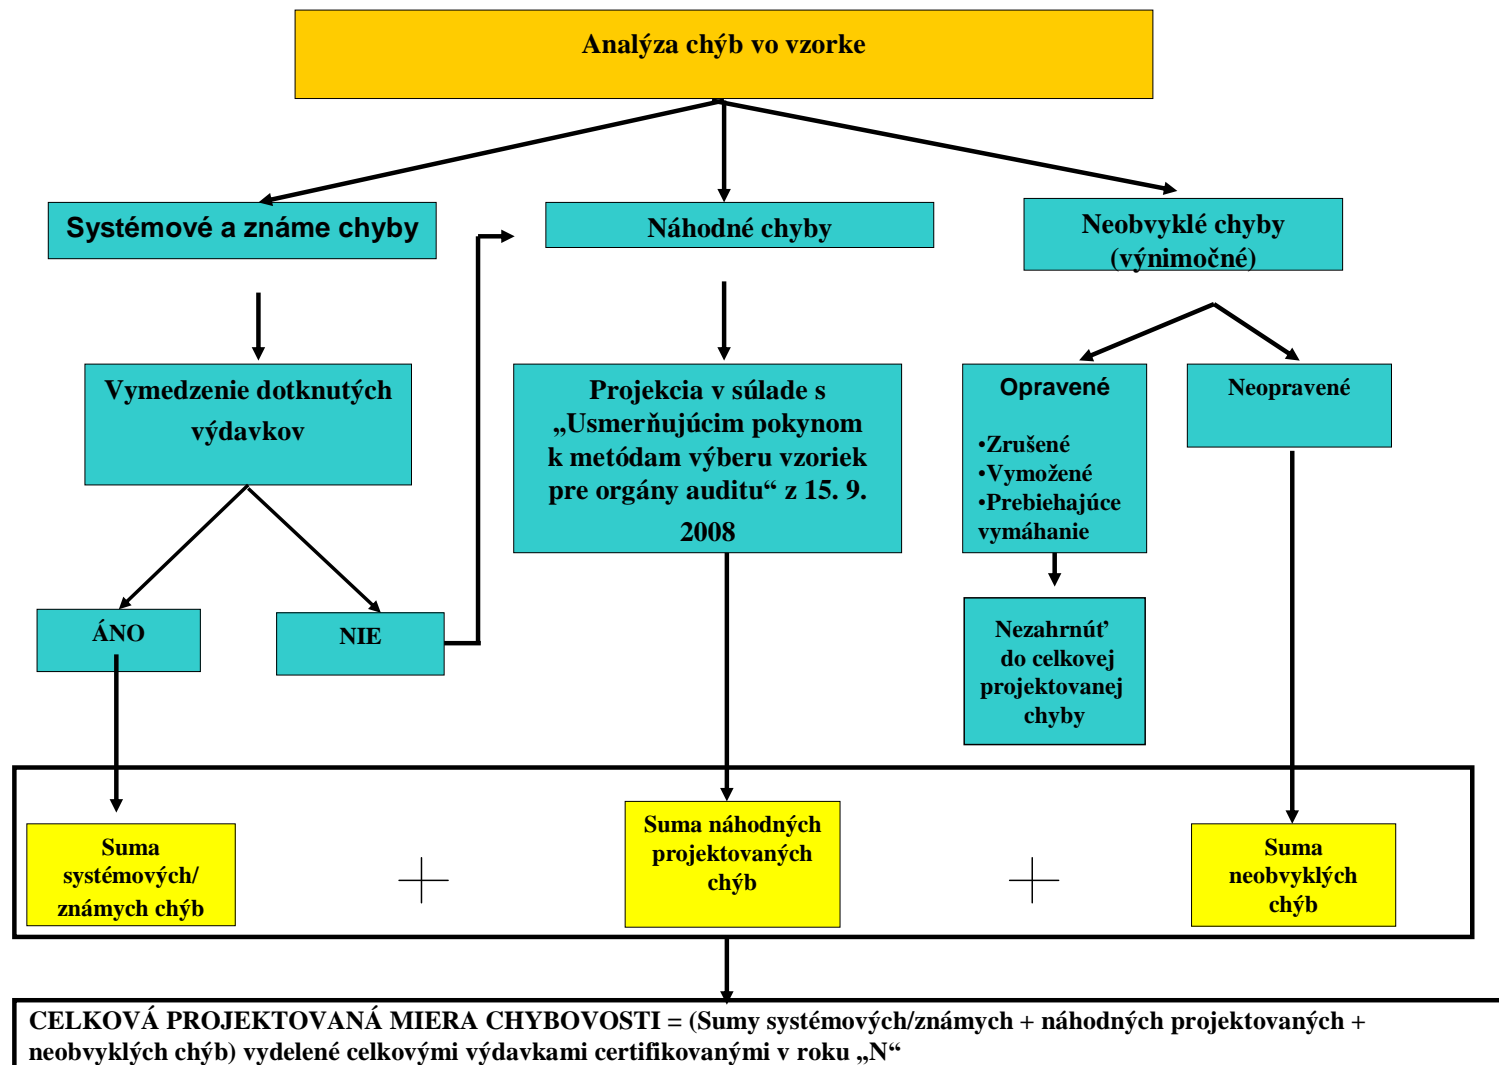 Analýza chýb vo vzorke
Systémové a známe chyby
Náhodné chyby
Neobvyklé chyby
(výnimočné)
Vymedzenie dotknutých
výdavkov
Projekcia v súlade s
„Usmerňujúcim pokynom
k metódam výberu vzoriek
pre orgány auditu“ z 15. 9.
2008
Opravené
•Zrušené
•Vymožené
•Prebiehajúce
vymáhanie
Neopravené
ÁNO
NIE
Nezahrnúť
do celkovej
projektovanej
chyby
Suma
systémových/
známych chýb
+
Suma náhodných
projektovaných
chýb
+
Suma
neobvyklých
chýb
CELKOVÁ PROJEKTOVANÁ MIERA CHYBOVOSTI = (Sumy systémových/známych + náhodných projektovaných +
neobvyklých chýb) vydelené celkovými výdavkami certifikovanými v roku „N“